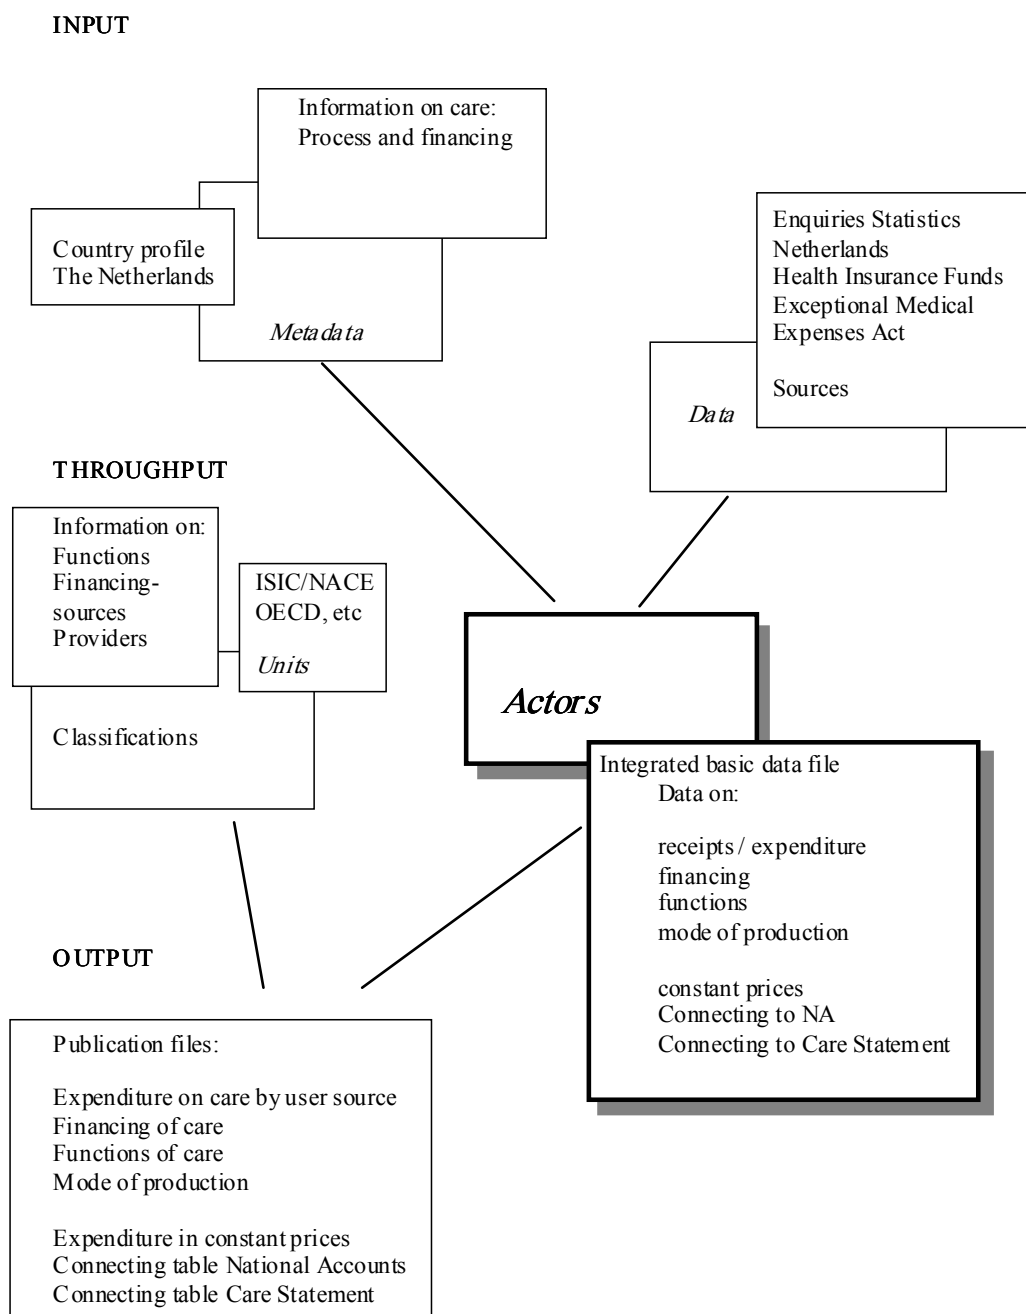 INPUT
Information on care:
Process and financing
Country profile
The Netherlands
Metadata
Enquiries Statistics
Netherlands
Health Insurance Funds
Exceptional Medical
Expenses Act
Sources
Data
THROUGHPUT
Information on:
Functions
Financing-
sources
Providers
ISIC/NACE
OECD, etc
Units
Classifications
Actors
Integrated basic data file
Data on:
receipts / expenditure
financing
functions
mode of production
constant prices
Connecting to NA
Connecting to Care Statement
OUTPUT
Publication files:
Expenditure on care by user source
Financing of care
Functions of care
Mode of production
Expenditure in constant prices
Connecting table National Accounts
Connecting table Care Statement